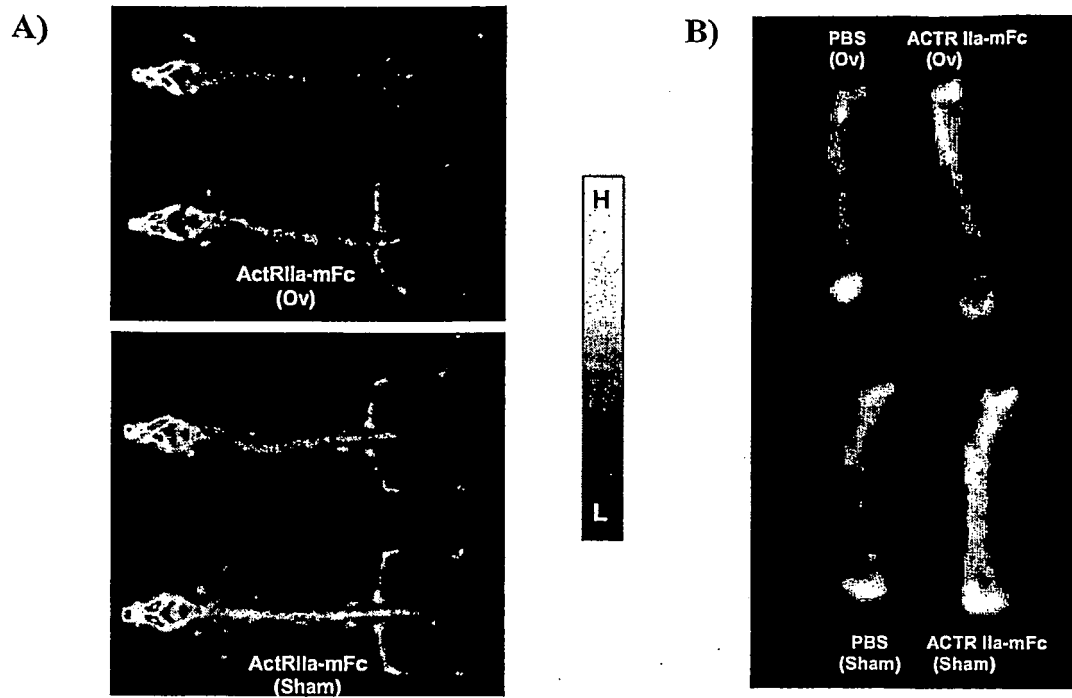 A)
ActRIIa-mFc
(Ov)
ActRIIa-mFc
(Sham)
H
L
B)
PBS
(Ov)
ACTR IIa-mFc
(Ov)
PBS
(Sham)
ACTR IIa-mFc
(Sham)